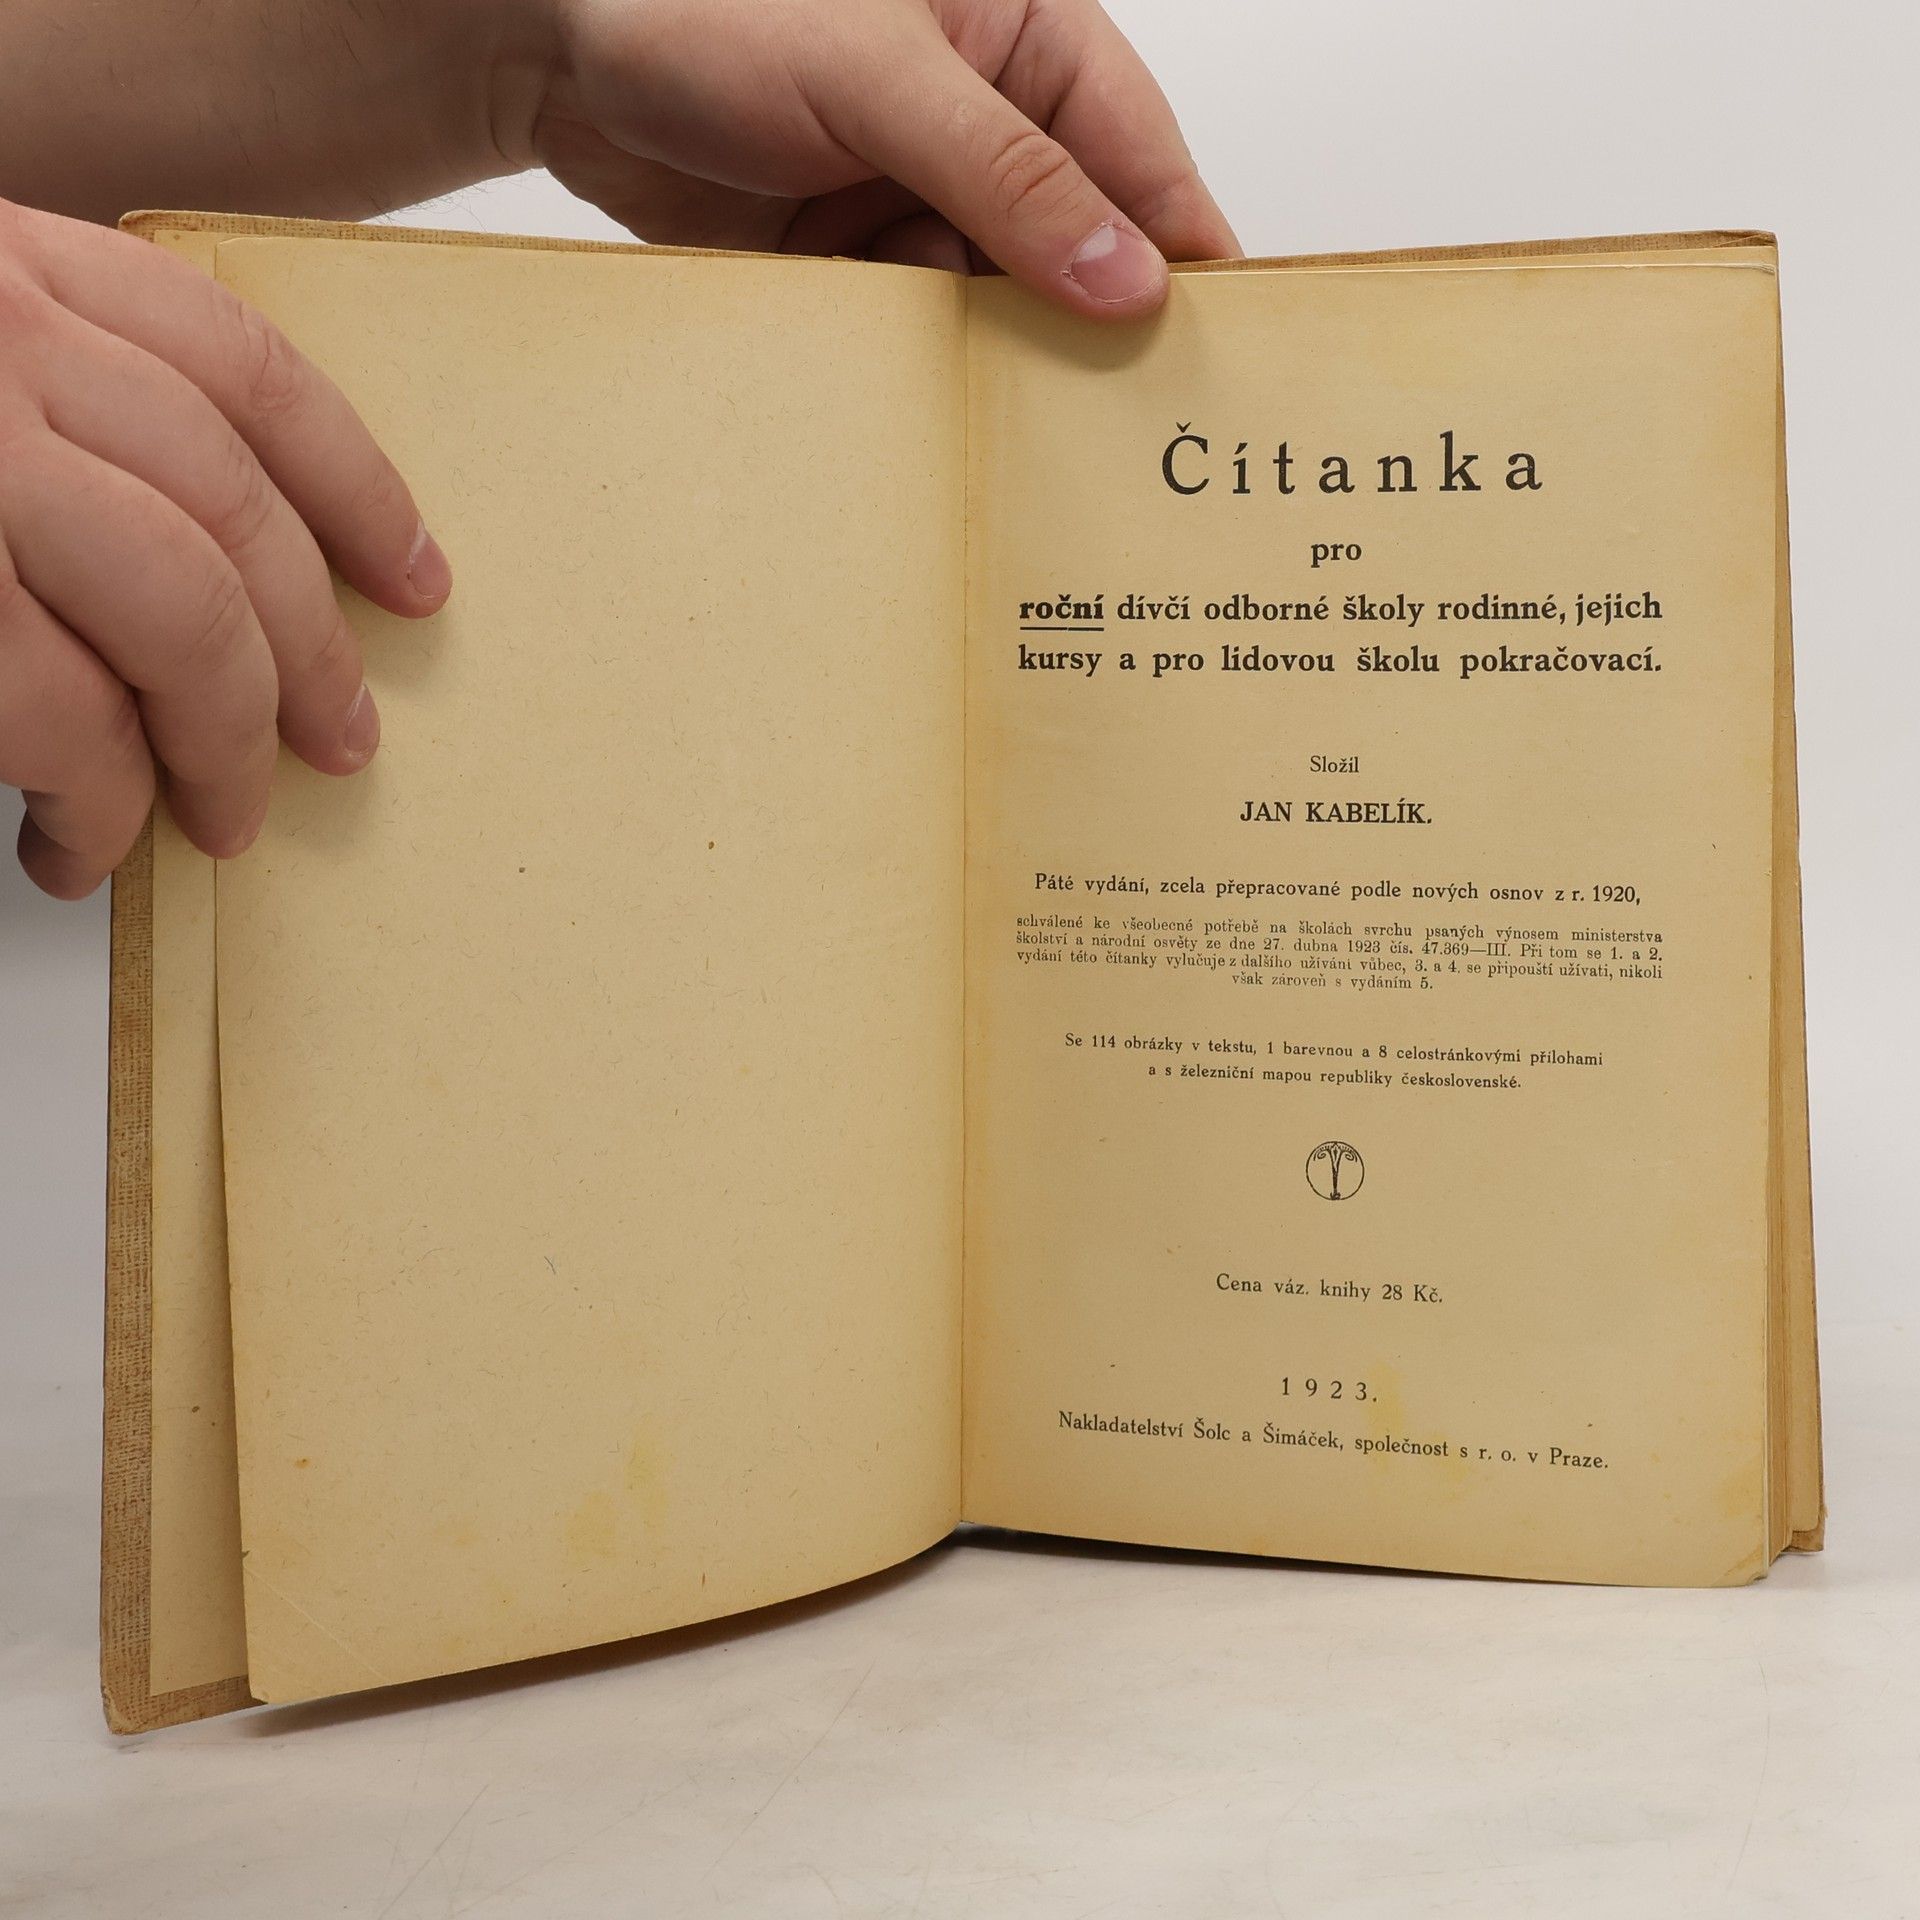 Čítanka
pro
roční dívčí odborné školy rodinné, jejich
kursy a pro lidovou školu pokračovací.
Složil
JAN KABELÍK.
Páté vydání, zcela přepracované podle nových osnov z r. 1920,
schválené ke všeobecné potřebě na školách svrchu psaných výnosem ministerstva
školství a národní osvěty ze dne 27. dubna 1923 čís. 47.369—III. Při tom se 1. a 2.
vydání této čítanky vylučuje z dalšího užívání vůbec, 3. a 4. se připouští užívati, nikoli
však zároveň s vydáním 5.
Se 114 obrázky v tekstu, 1 barevnou a 8 celostránkovými přílohami
a s železniční mapou republiky československé.
Cena váz. knihy 28 Kč.
1923.
Nakladatelství Šolc a Šimáček, společnost s r. o. v Praze.